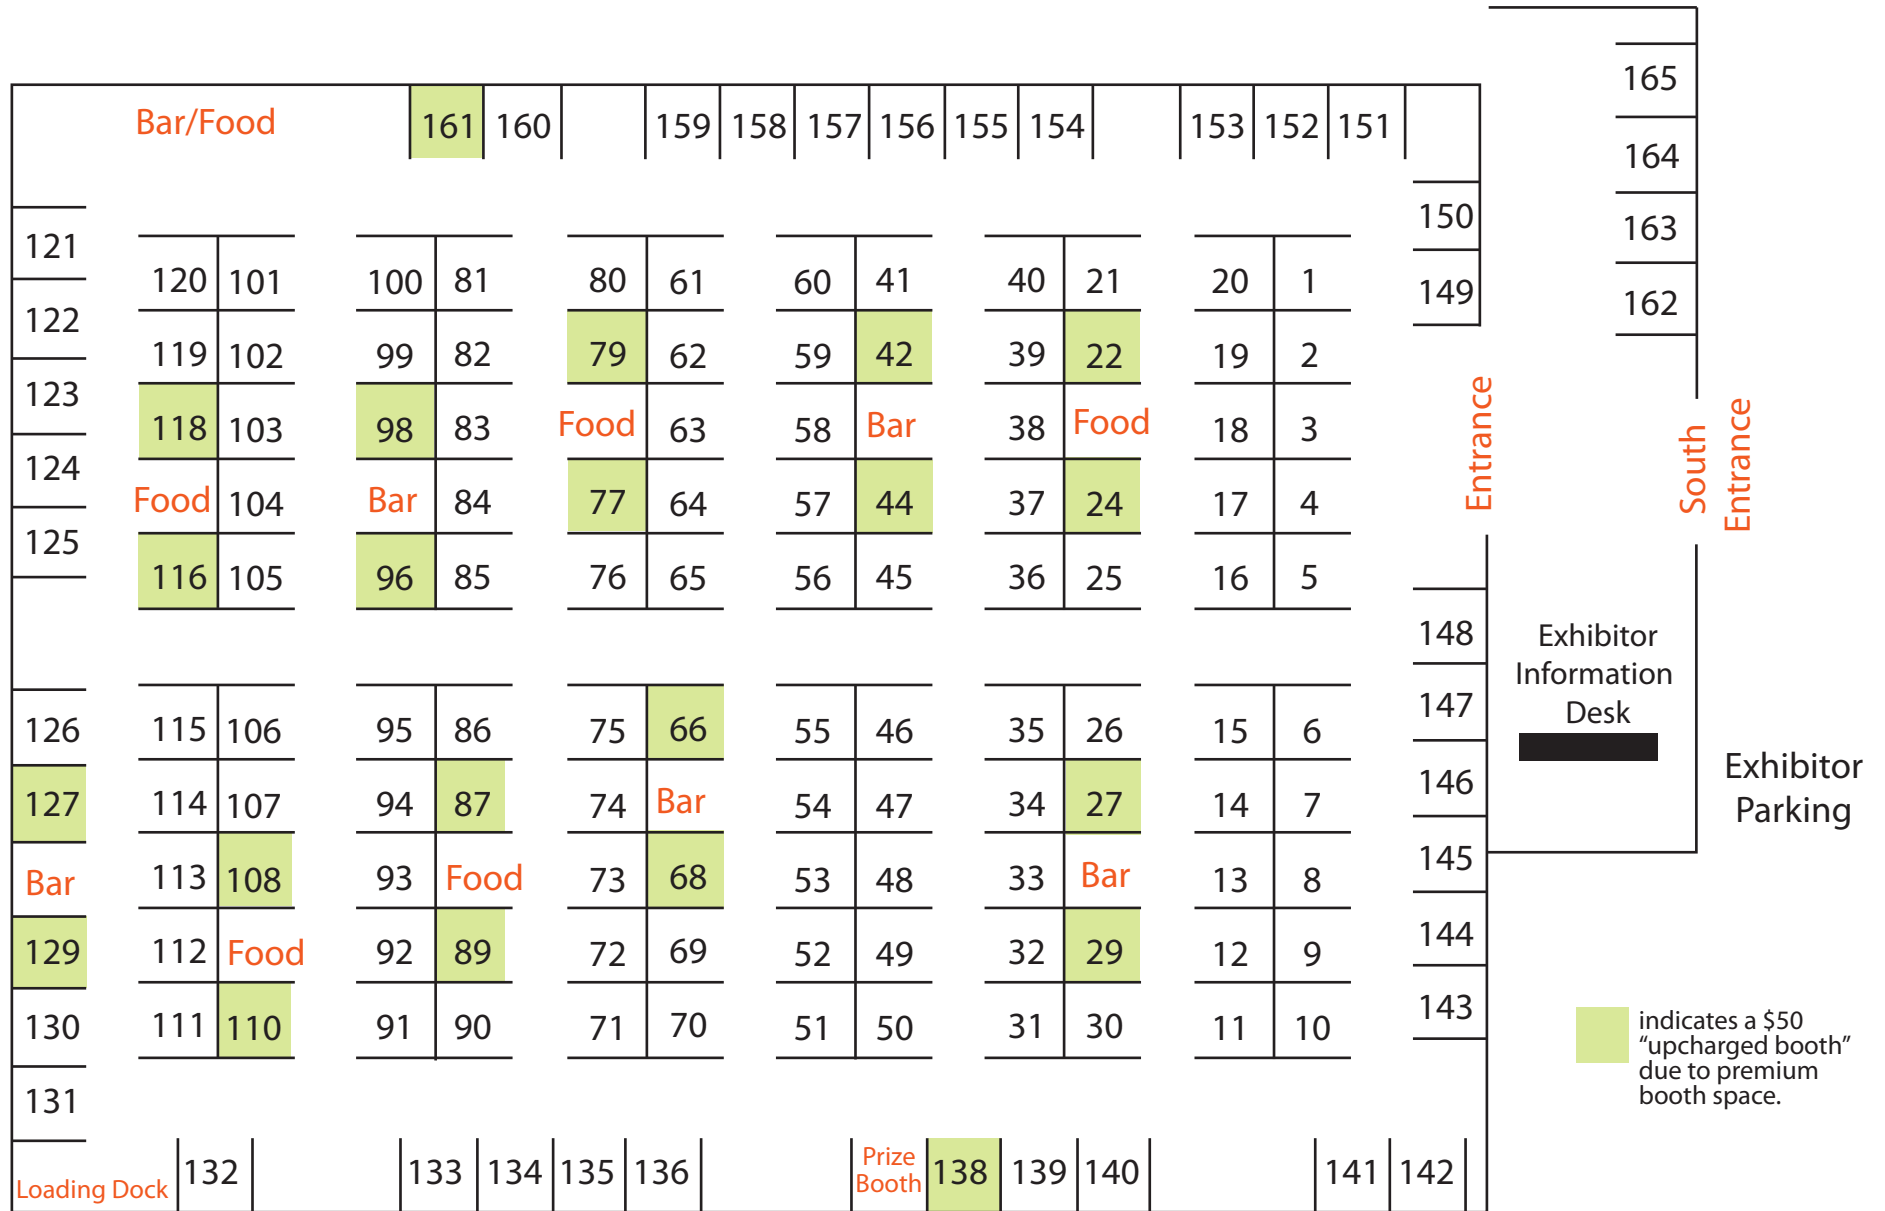 165
Bar/Food 161 160 159 158 157 156 155 154 153 152 151
164
150
163
121
120 101 100 81 80 61 60 41 40 21 20 1
149
162
122
119 102 99 82 79 62 59 42 39 22 19 2
123
118 103 98 83 Food 63 58 Bar 38 Food 18 3
Entrance
South
Entrance
124
Food 104 Bar 84 77 64 57 44 37 24 17 4
125
116 105 96 85 76 65 56 45 36 25 16 5
148
Exhibitor
Information
Desk
147
126 115 106 95 86 75 66 55 46 35 26 15 6
146
Exhibitor
Parking
127 114 107 94 87 74 Bar 54 47 34 27 14 7
145
Bar 113 108 93 Food 73 68 53 48 33 Bar 13 8
144
129 112 Food 92 89 72 69 52 49 32 29 12 9
143
130 111 110 91 90 71 70 51 50 31 30 11 10
indicates a $50
“upcharged booth”
due to premium
booth space.
131
Loading Dock 132 133 134 135 136
Prize
Booth
138 139 140 141 142